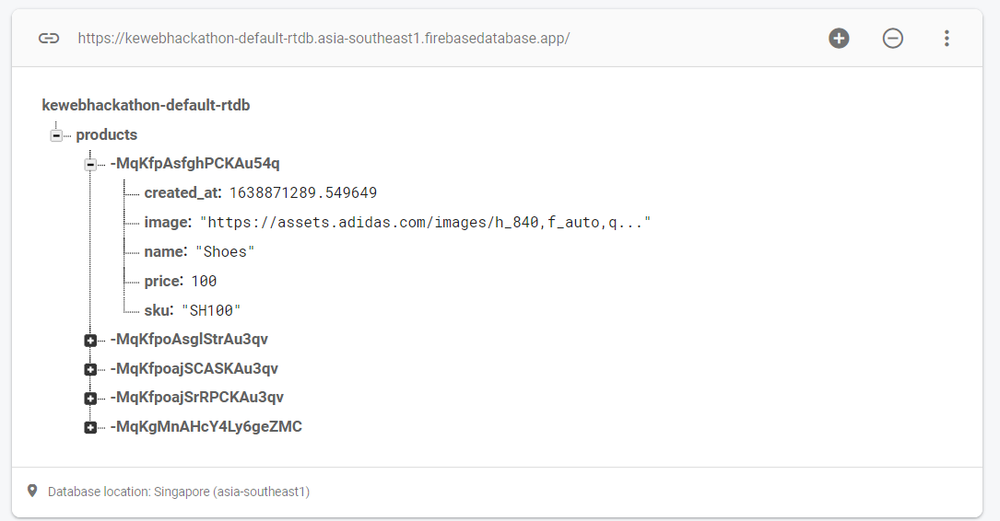 https://kewebhackathon-default-rtdb.asia-southeast1.firebasedatabase.app/
kewebhackathon-default-rtdb
products
-MqKfpAsfghPCKAu54q
created_at: 1638871289.549649
image: "https://assets.adidas.com/images/h_840,f_auto,q..."
name: "Shoes"
price: 100
sku: "SH100"
-MqKfpoAsglStrAu3qv
-MqKfpoajSCASKAu3qv
-MqKfpoajSrRPCKAu3qv
-MqKgMnAHcY4Ly6geZMC
Database location: Singapore (asia-southeast1)